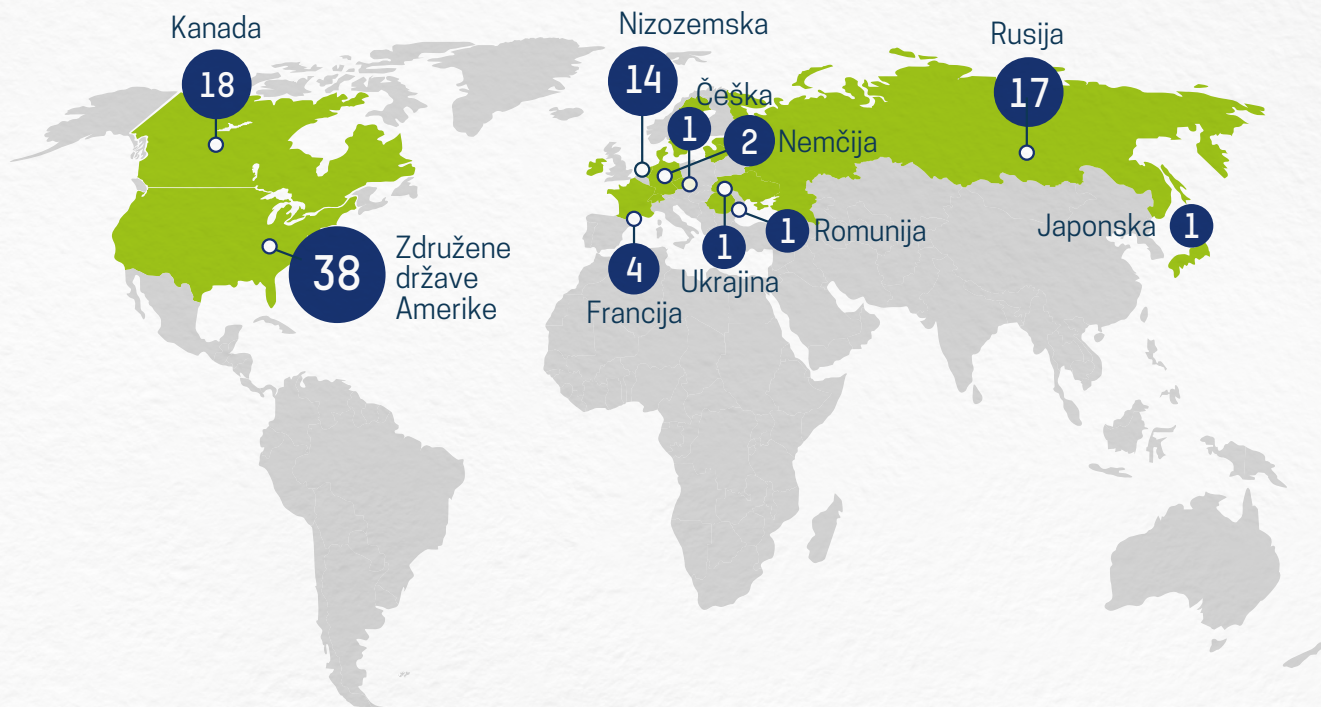 Kanada
18
Nizozemska
14
Češka
1
2
Nemčija
Rusija
17
38
Združene
države
Amerike
4
Francija
1
Ukrajina
1
Romunija
Japonska
1